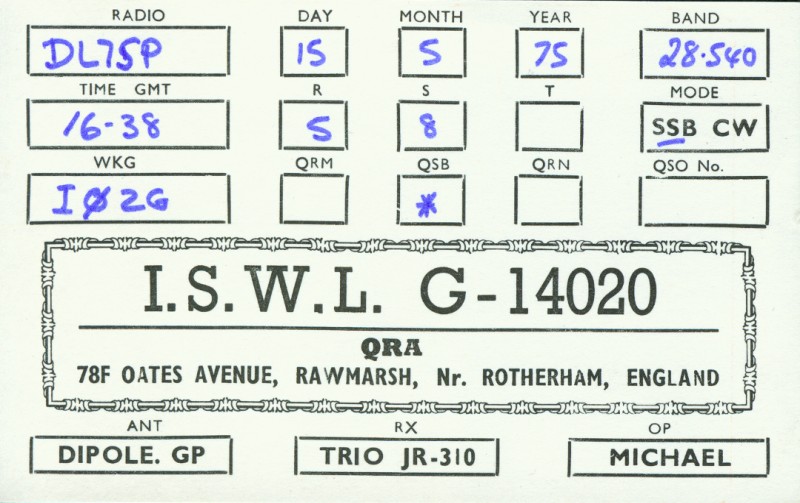 RADIO DAY MONTH YEAR BAND
DL75P 15 5 75 28.540
TIME GMT R S T MODE
16-38 5 8 SSB CW
WKG QRM QSB QRN QSO No.
IØ2G *
I.S.W.L. G-14020
QRA
78F OATES AVENUE, RAWMARSH, Nr. ROTHERHAM, ENGLAND
ANT RX OP
DIPOLE. GP TRIO JR-310 MICHAEL